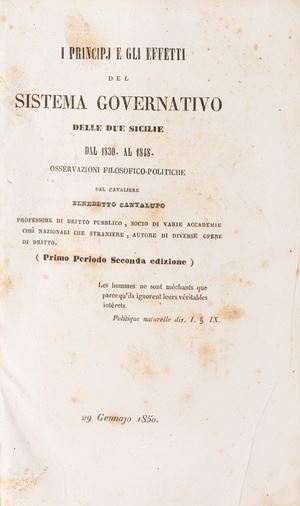 I PRINCIPJ E GLI EFFETTI
DEL
SISTEMA GOVERNATIVO
DELLE DUE SICILIE
DAL 1830. AL 1848.
OSSERVAZIONI FILOSOFICO-POLITICHE
DEL CAVALIERE
BENEDETTO CANTALUPO
PROFESSORE DI DRITTO PUBBLICO, SOCIO DI VARIE ACCADEMIE
COSÌ NAZIONALI CHE STRANIERE, AUTORE DI DIVERSE OPERE
DI DRITTO.
( Primo Periodo Seconda edizione )
Les hommes ne sont méchants que
parcequ'ils ignorent leurs véritables
intérets.
Politique naturelle dis. I. § IX.
29 Gennajo 1850.